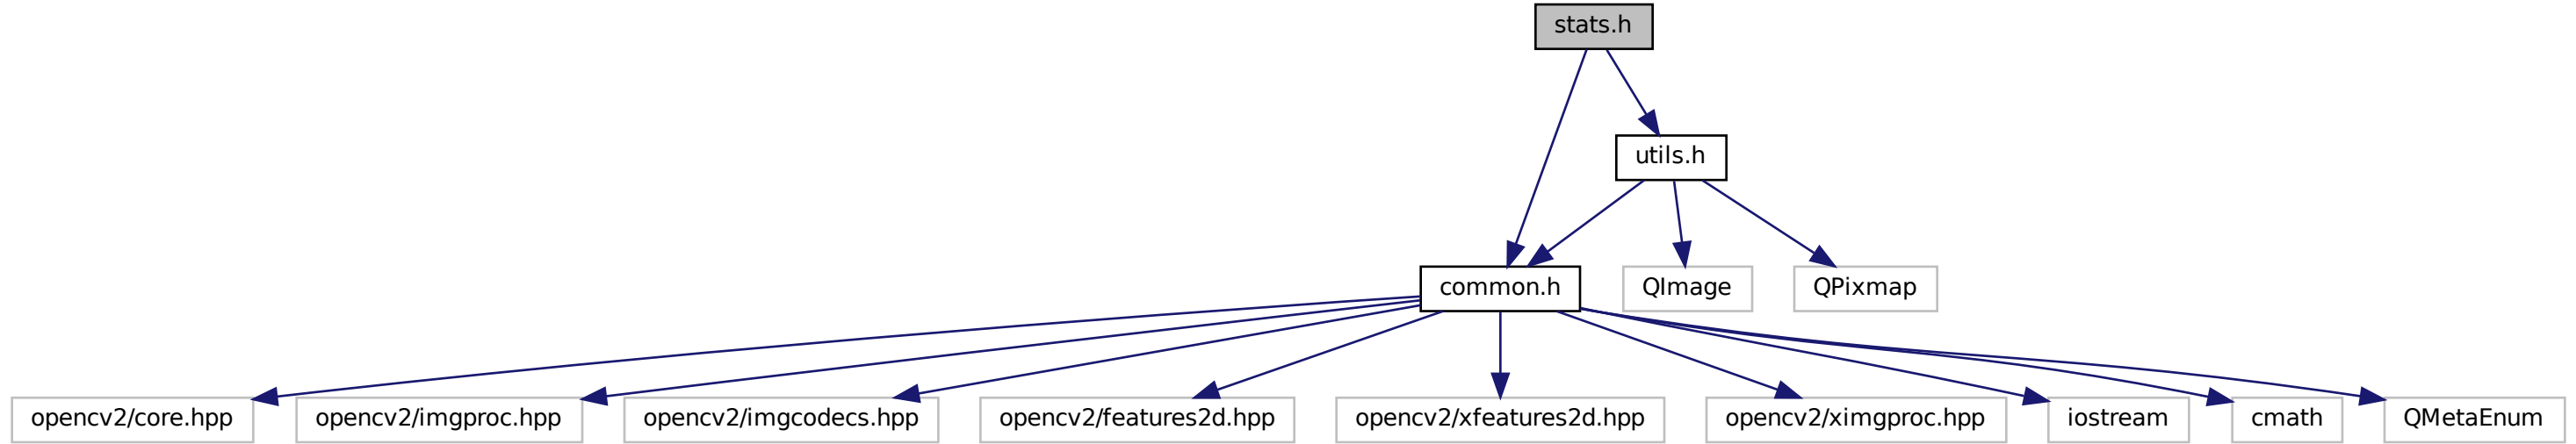 stats.h
utils.h
common.h
QImage
QPixmap
opencv2/core.hpp
opencv2/imgproc.hpp
opencv2/imgcodecs.hpp
opencv2/features2d.hpp
opencv2/xfeatures2d.hpp
opencv2/ximgproc.hpp
iostream
cmath
QMetaEnum